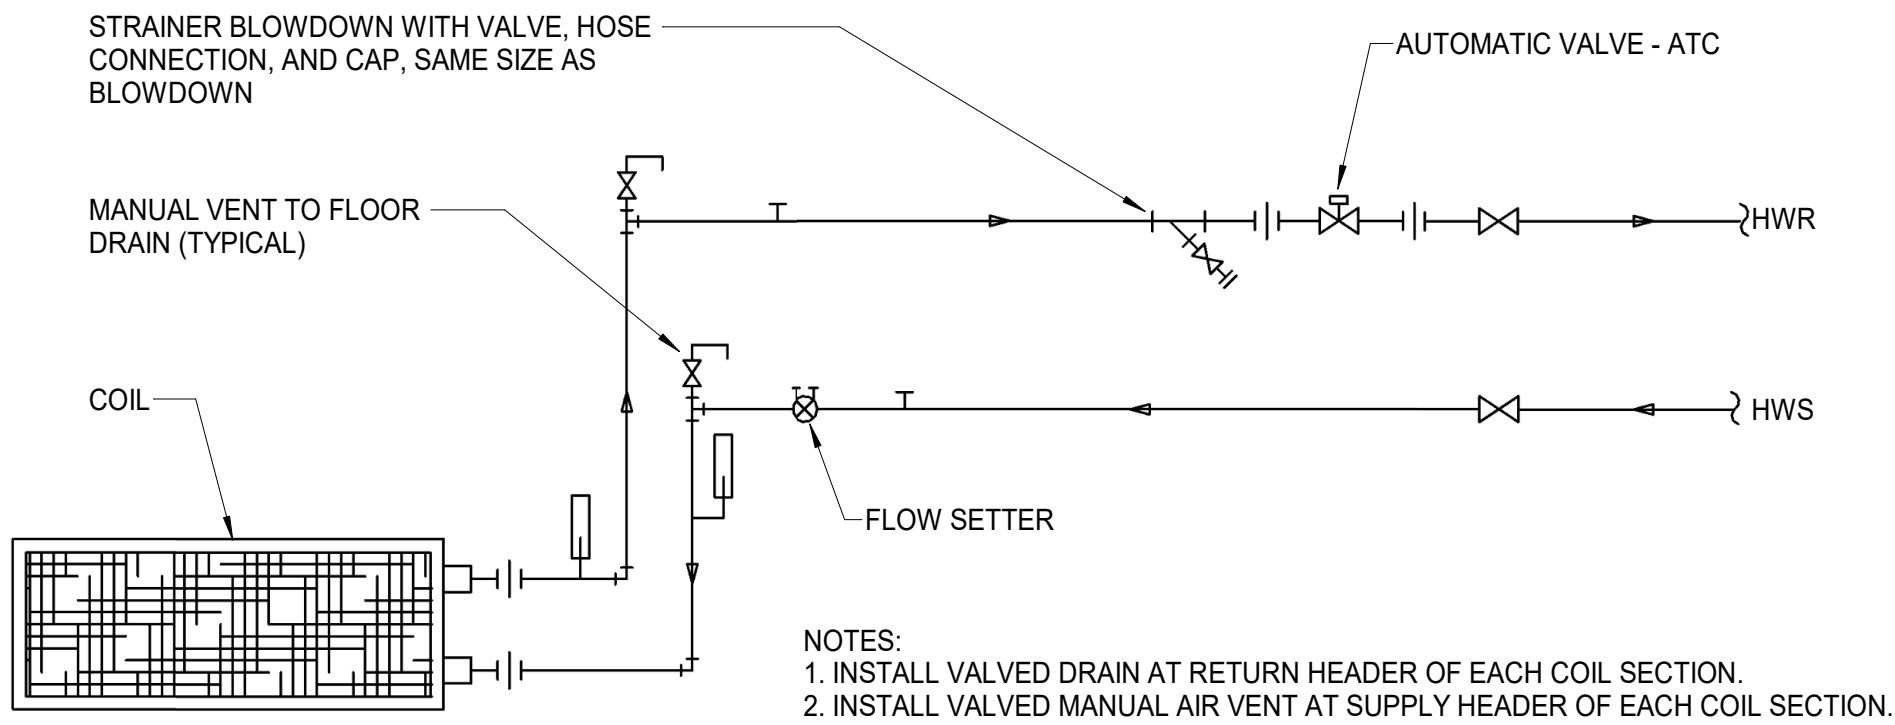 STRAINER BLOWDOWN WITH VALVE, HOSE
CONNECTION, AND CAP, SAME SIZE AS
BLOWDOWN
AUTOMATIC VALVE - ATC
MANUAL VENT TO FLOOR
DRAIN (TYPICAL)
HWR
COIL
HWS
FLOW SETTER
NOTES:
1. INSTALL VALVED DRAIN AT RETURN HEADER OF EACH COIL SECTION.
2. INSTALL VALVED MANUAL AIR VENT AT SUPPLY HEADER OF EACH COIL SECTION.